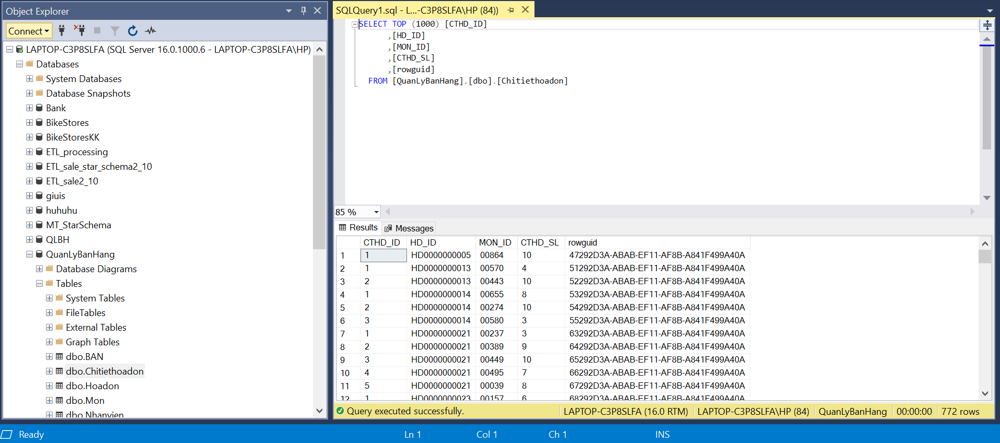 Object Explorer
Connect
LAPTOP-C3P8SLFA (SQL Server 16.0.1000.6 - LAPTOP-C3P8SLFA\HP)
Databases
System Databases
Database Snapshots
Bank
BikeStores
BikeStoresKK
ETL_processing
ETL_sale_star_schema2_10
ETL_sale2_10
giuis
huhuhu
MT_StarSchema
QLBH
QuanLyBanHang
Database Diagrams
Tables
System Tables
FileTables
External Tables
Graph Tables
dbo.BAN
dbo.Chitiethoadon
dbo.Hoadon
dbo.Mon
dbo.Nhanvien
SQLQuery1.sql - L...-C3P8SLFA\HP (84))
SELECT TOP (1000) [CTHD_ID]
,[HD_ID]
,[MON_ID]
,[CTHD_SL]
,[rowguid]
FROM [QuanLyBanHang].[dbo].[Chitiethoadon]
85 %
Results Messages
CTHD_ID HD_ID MON_ID CTHD_SL rowguid
1 1 HD0000000005 00864 10 47292D3A-ABAB-EF11-AF8B-A841F499A40A
2 1 HD0000000013 00570 4 51292D3A-ABAB-EF11-AF8B-A841F499A40A
3 2 HD0000000013 00443 10 52292D3A-ABAB-EF11-AF8B-A841F499A40A
4 1 HD0000000014 00655 8 53292D3A-ABAB-EF11-AF8B-A841F499A40A
5 2 HD0000000014 00274 10 54292D3A-ABAB-EF11-AF8B-A841F499A40A
6 3 HD0000000014 00580 3 55292D3A-ABAB-EF11-AF8B-A841F499A40A
7 1 HD0000000021 00237 3 63292D3A-ABAB-EF11-AF8B-A841F499A40A
8 2 HD0000000021 00389 9 64292D3A-ABAB-EF11-AF8B-A841F499A40A
9 3 HD0000000021 00449 10 65292D3A-ABAB-EF11-AF8B-A841F499A40A
10 4 HD0000000021 00495 7 66292D3A-ABAB-EF11-AF8B-A841F499A40A
11 5 HD0000000021 00039 8 67292D3A-ABAB-EF11-AF8B-A841F499A40A
12 1 HD0000000023 00157 6 68292D3A-ABAB-EF11-AF8B-A841F499A40A
Query executed successfully. LAPTOP-C3P8SLFA (16.0 RTM) LAPTOP-C3P8SLFA\HP (84) QuanLyBanHang 00:00:00 772 rows
Ready Ln 1 Col 1 Ch 1 INS